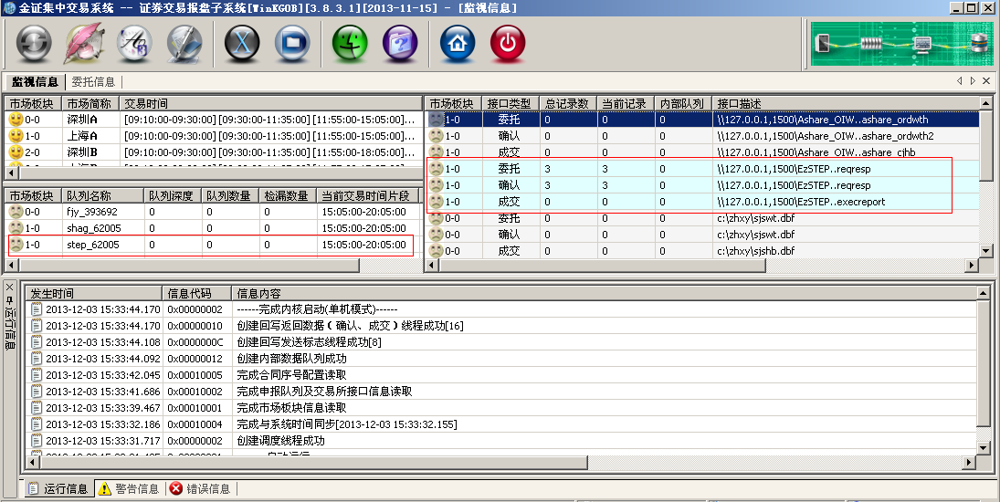 金证集中交易系统 -- 证券交易报盘子系统[WinKGOB][3.8.3.1][2013-11-15] - [监视信息]
监视信息 委托信息
市场板块 市场简称 交易时间
0-0 深圳A [09:10:00-09:30:00][09:30:00-11:35:00][11:55:00-15:05:00]...
1-0 上海A [09:10:00-09:30:00][09:30:00-11:35:00][11:55:00-15:05:00]...
2-0 深圳B [09:10:00-09:30:00][09:30:00-11:35:00][11:55:00-18:05:00]...
市场板块 队列名称 队列深度 队列数量 检漏数量 当前交易时间片段
0-0 fjy_393692 0 0 0 15:05:00-20:05:00
1-0 shag_62005 0 0 0 15:05:00-20:05:00
1-0 step_62005 0 0 0 15:05:00-20:05:00
市场板块 接口类型 总记录数 当前记录 内部队列 接口描述
1-0 委托 0 0 0 \\127.0.0.1,1500\Ashare_OIW..ashare_ordwth
1-0 确认 0 0 0 \\127.0.0.1,1500\Ashare_OIW..ashare_ordwth2
1-0 成交 0 0 0 \\127.0.0.1,1500\Ashare_OIW..ashare_cjhb
1-0 委托 3 3 0 \\127.0.0.1,1500\EzSTEP..reqresp
1-0 确认 3 3 0 \\127.0.0.1,1500\EzSTEP..reqresp
1-0 成交 0 0 0 \\127.0.0.1,1500\EzSTEP..execreport
0-0 委托 0 0 0 c:\zhxy\sjswt.dbf
0-0 确认 0 0 0 c:\zhxy\sjswt.dbf
0-0 成交 0 0 0 c:\zhxy\sjshb.dbf
运行信息
发生时间 信息代码 信息内容
2013-12-03 15:33:44.170 0x00000002 ------完成内核启动(单机模式)------
2013-12-03 15:33:44.170 0x00000010 创建回写返回数据(确认、成交)线程成功[16]
2013-12-03 15:33:44.108 0x0000000C 创建回写发送标志线程成功[8]
2013-12-03 15:33:44.092 0x00000012 创建内部数据队列成功
2013-12-03 15:33:42.045 0x00010005 完成合同序号配置读取
2013-12-03 15:33:41.686 0x00010002 完成申报队列及交易所接口信息读取
2013-12-03 15:33:39.467 0x00010001 完成市场板块信息读取
2013-12-03 15:33:32.186 0x00010004 完成与系统时间同步[2013-12-03 15:33:32.155]
2013-12-03 15:33:31.717 0x00000002 创建调度线程成功
运行信息 警告信息 错误信息